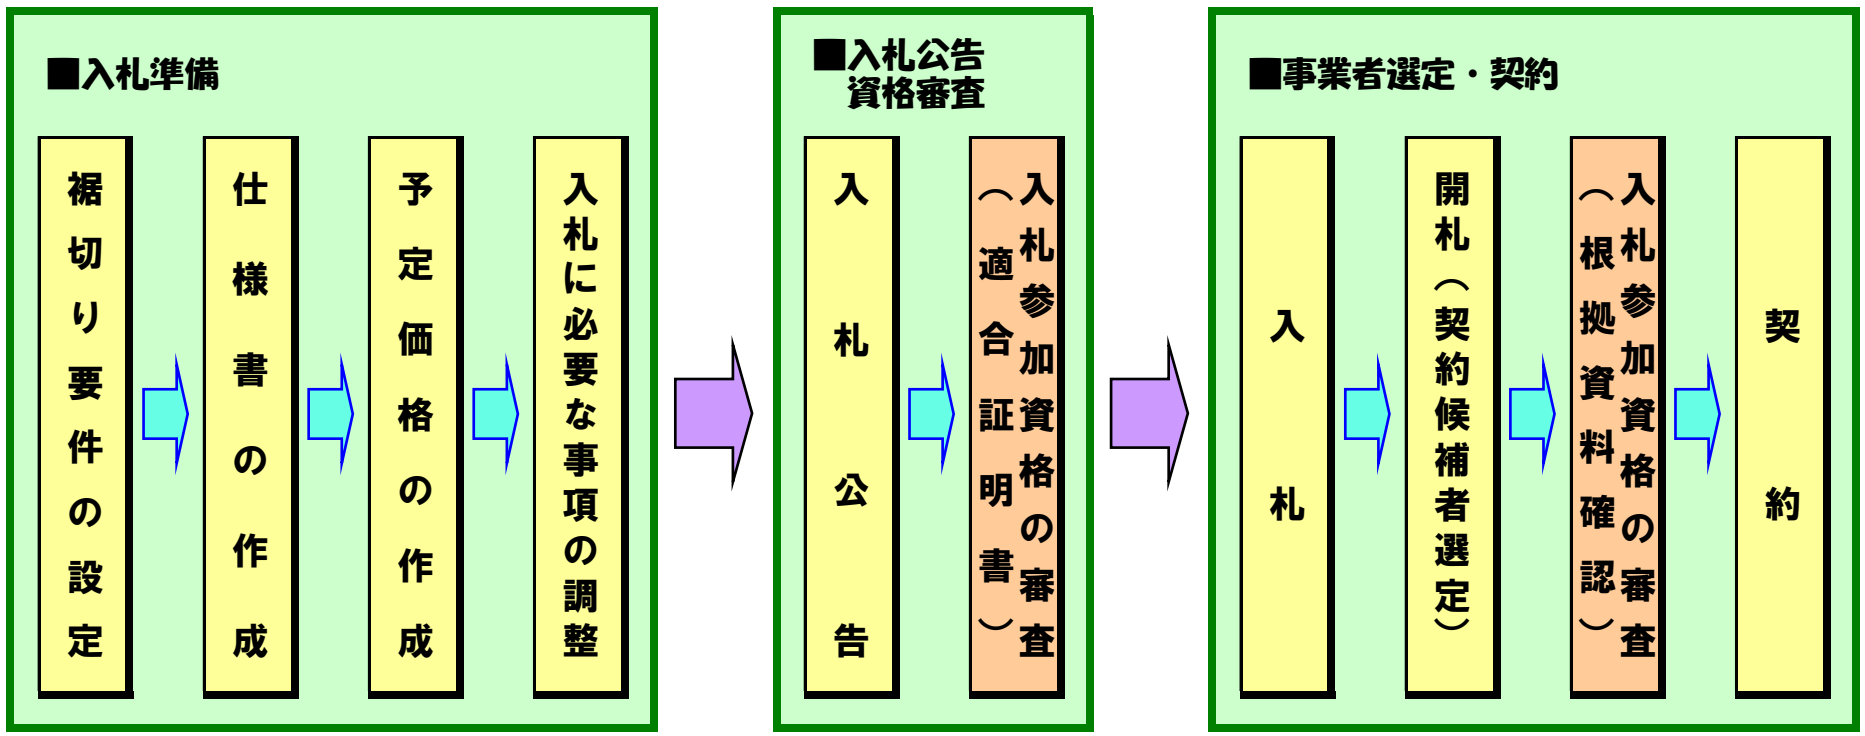 ■入札準備
裾切り要件の設定
仕様書の作成
予定価格の作成
入札に必要な事項の調整
■入札公告
資格審査
入札公告
入札参加資格の審査
（適合証明書）
■事業者選定・契約
入札
開札（契約候補者選定）
入札参加資格の審査
（根拠資料確認）
契約